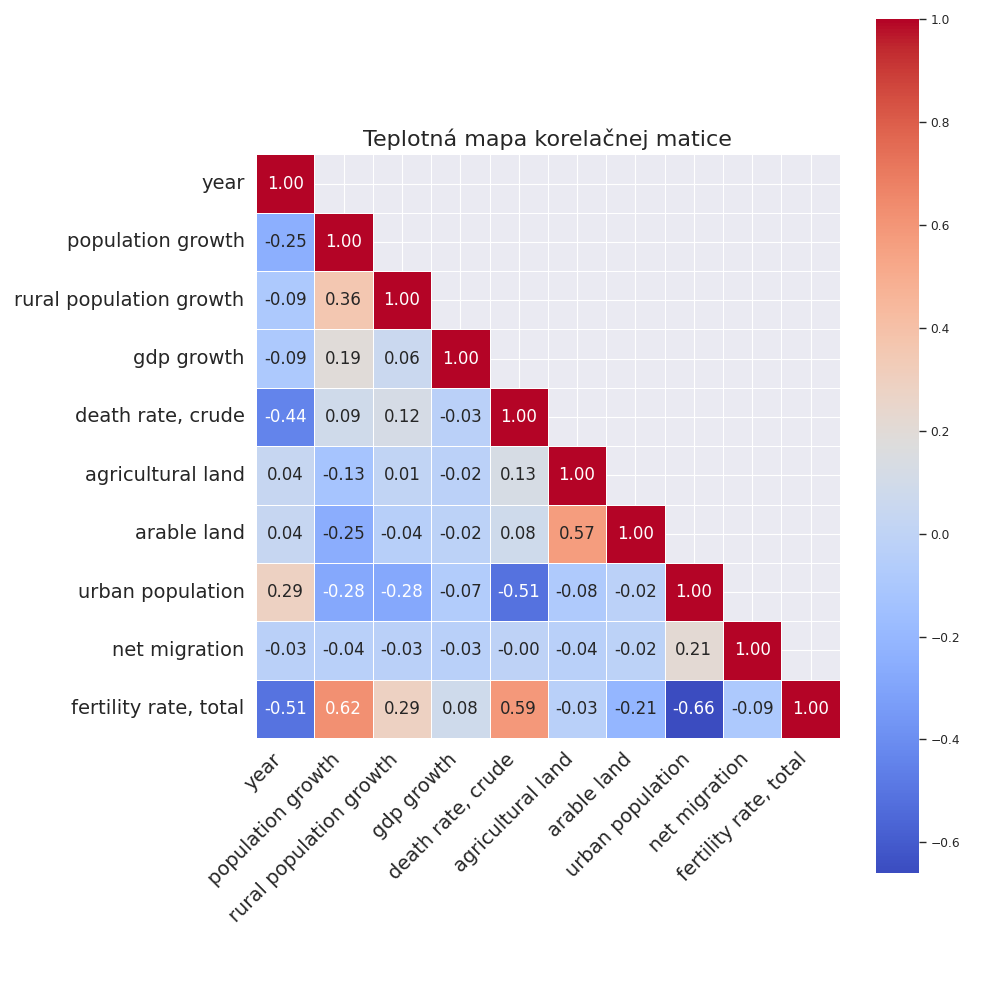 Teplotná mapa korelačnej matice
year 1.00
population growth -0.25 1.00
rural population growth -0.09 0.36 1.00
gdp growth -0.09 0.19 0.06 1.00
death rate, crude -0.44 0.09 0.12 -0.03 1.00
agricultural land 0.04 -0.13 0.01 -0.02 0.13 1.00
arable land 0.04 -0.25 -0.04 -0.02 0.08 0.57 1.00
urban population 0.29 -0.28 -0.28 -0.07 -0.51 -0.08 -0.02 1.00
net migration -0.03 -0.04 -0.03 -0.03 -0.00 -0.04 -0.02 0.21 1.00
fertility rate, total -0.51 0.62 0.29 0.08 0.59 -0.03 -0.21 -0.66 -0.09 1.00
year
population growth
rural population growth
gdp growth
death rate, crude
agricultural land
arable land
urban population
net migration
fertility rate, total
1.0
0.8
0.6
0.4
0.2
0.0
−0.2
−0.4
−0.6